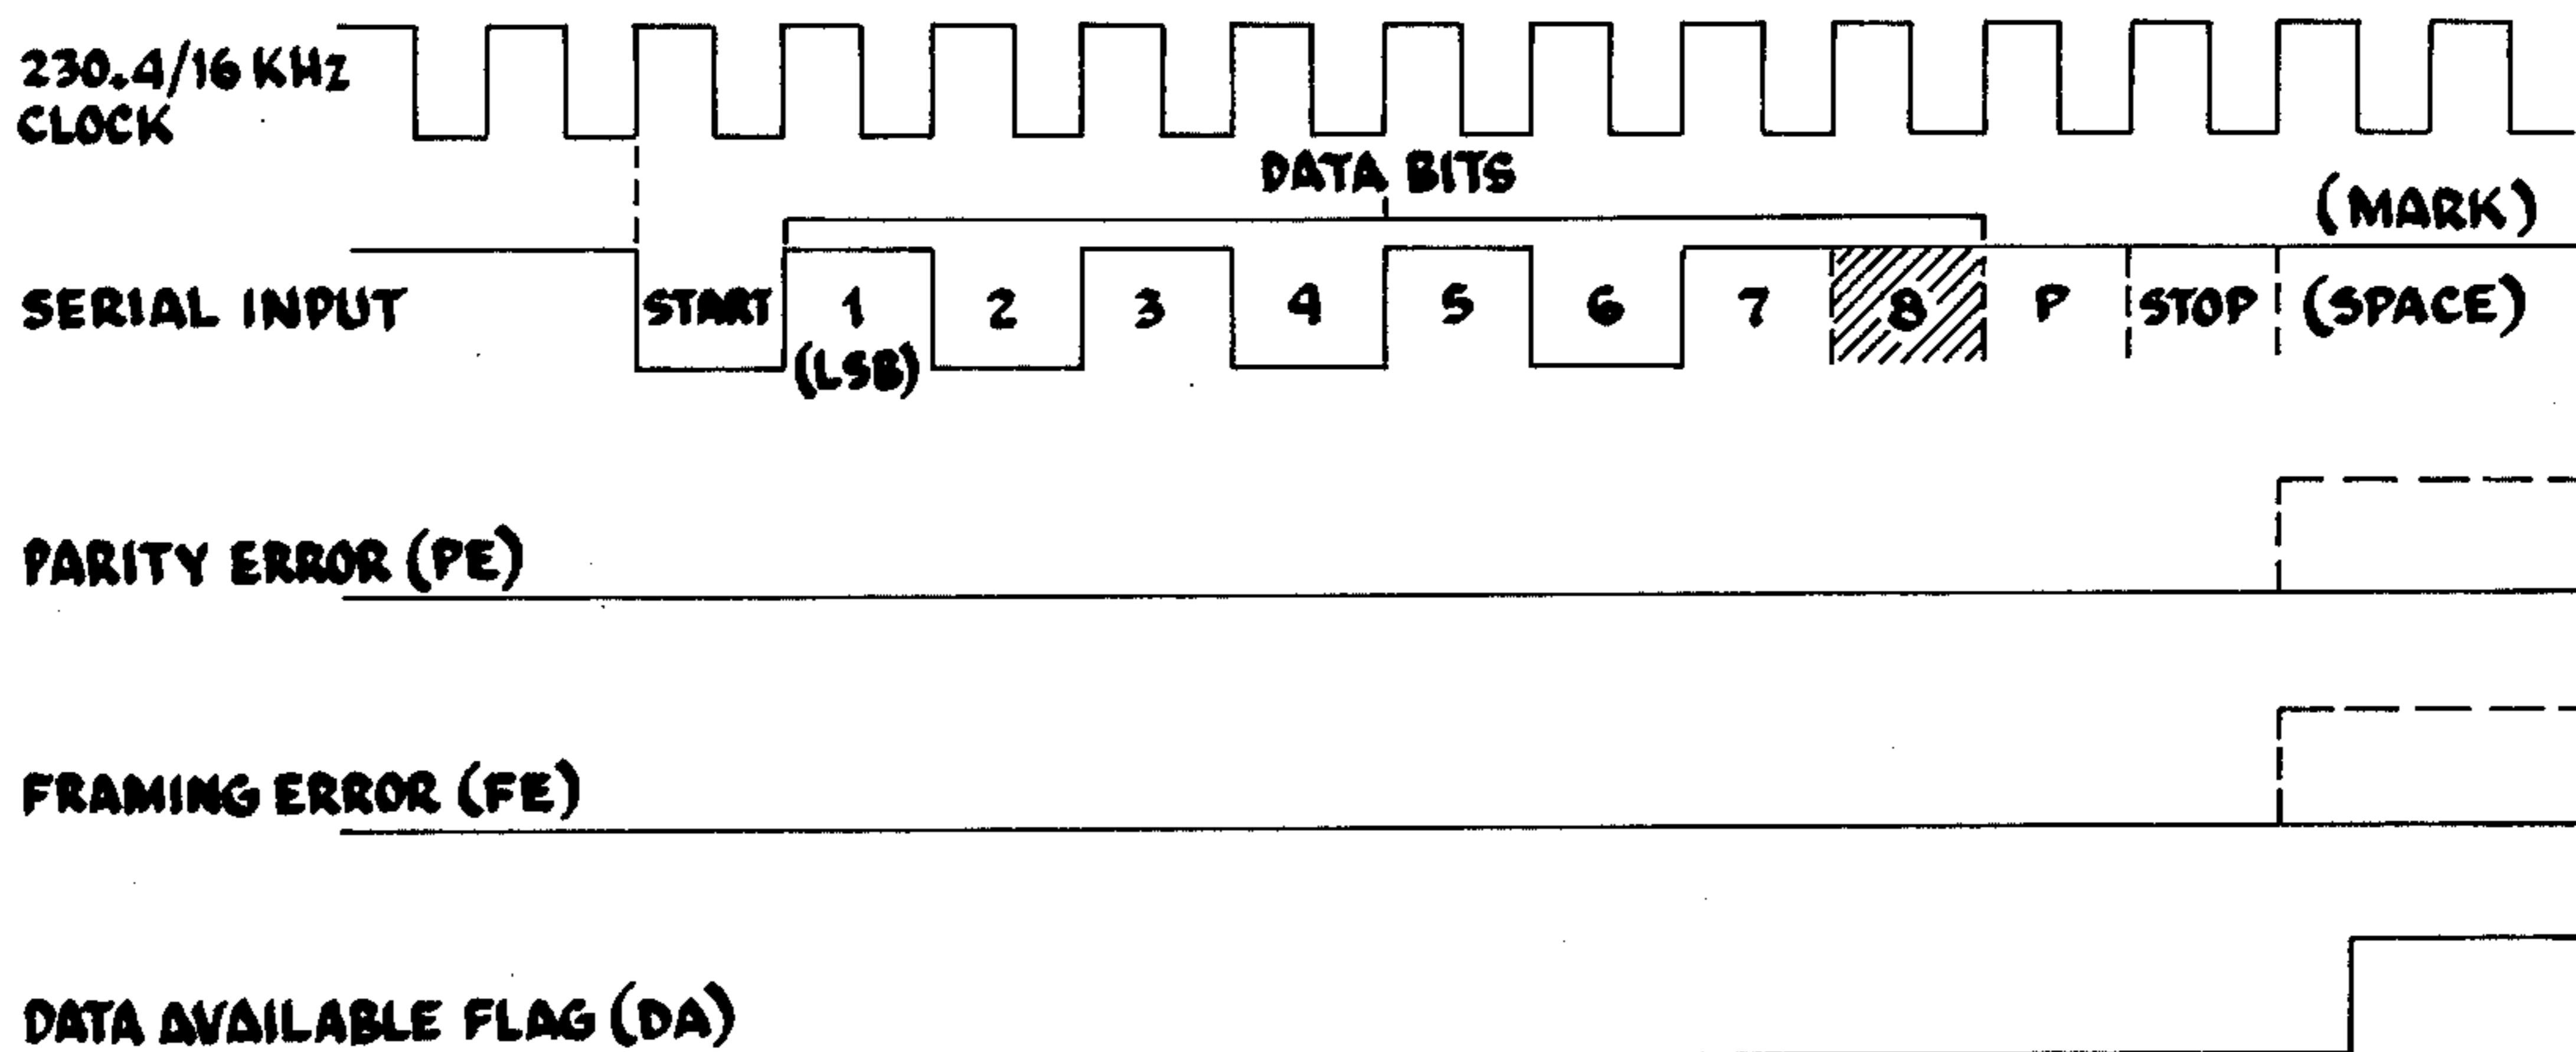 230.4/16 KHz
CLOCK
DATA BITS
(MARK)
SERIAL INPUT
START
1
(LSB)
2
3
4
5
6
7
8
P
STOP
(SPACE)
PARITY ERROR (PE)
FRAMING ERROR (FE)
DATA AVAILABLE FLAG (DA)